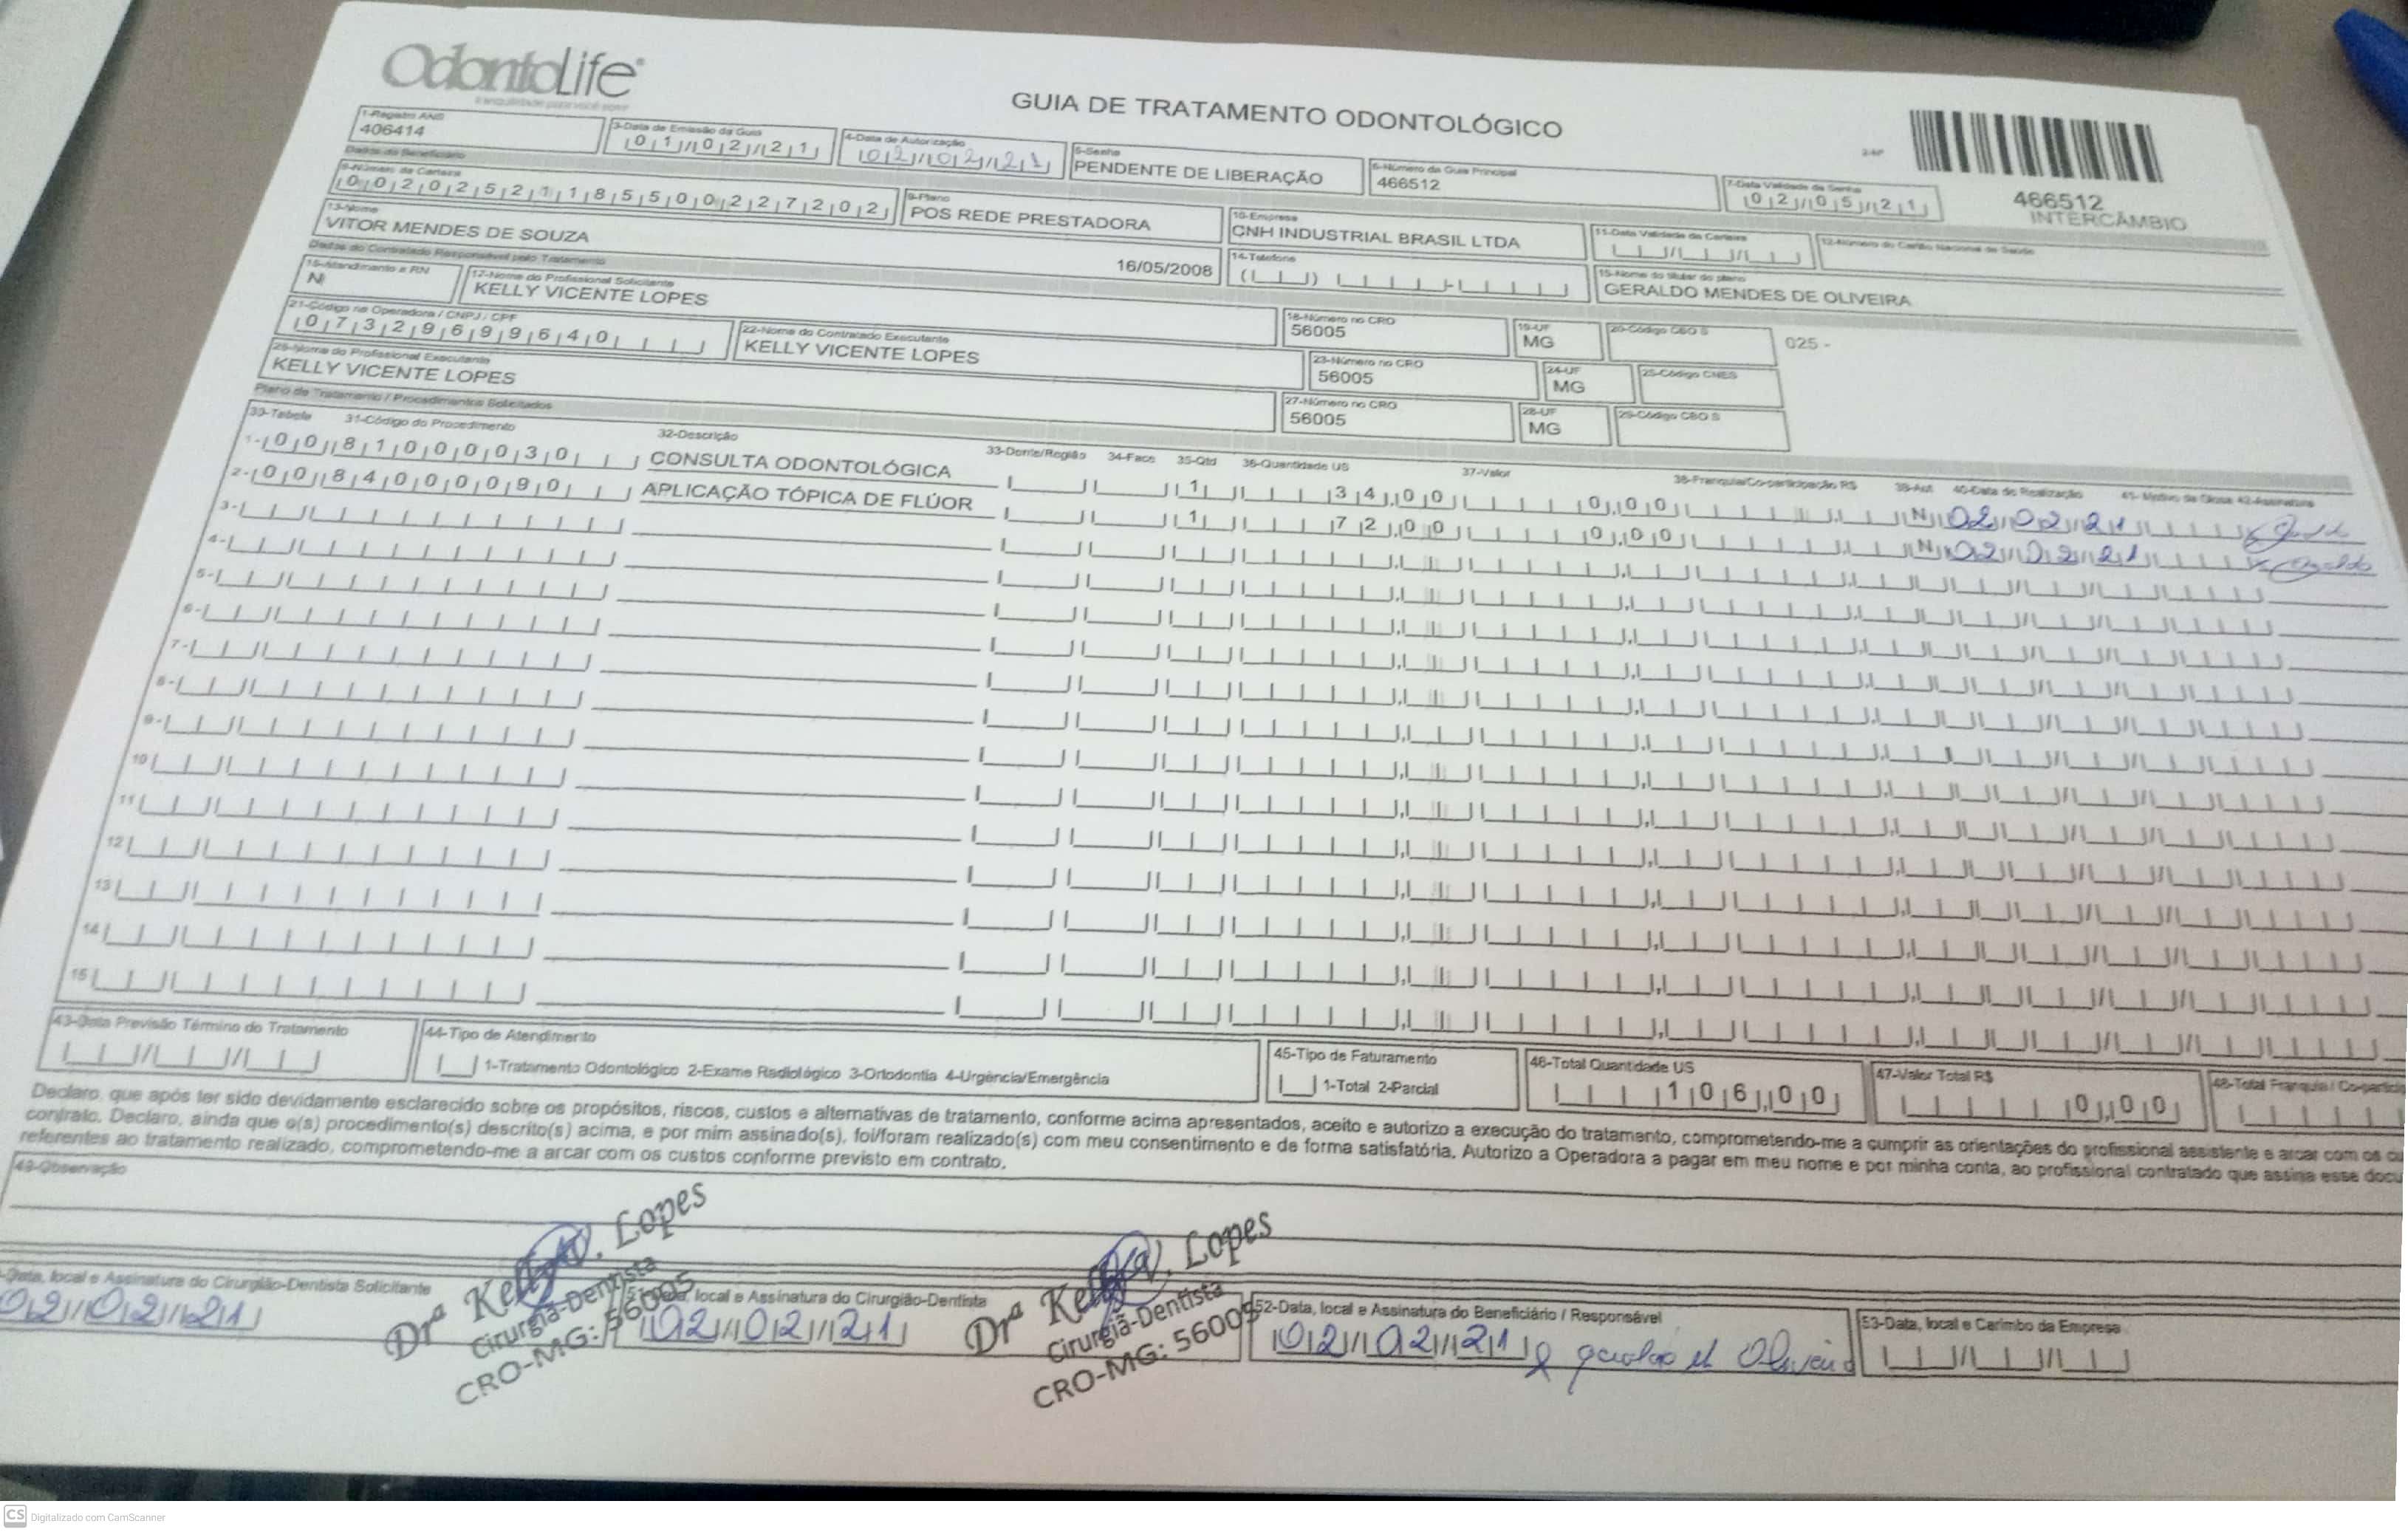 OdontoLife
GUIA DE TRATAMENTO ODONTOLÓGICO
466512
INTERCÂMBIO
1-Registro ANS
406414
3-Data de Emissão da Guia
01/02/21
4-Data de Autorização
02/02/21
5-Senha
PENDENTE DE LIBERAÇÃO
6-Número da Guia Principal
466512
7-Data Validade da Senha
02/05/21
Dados do Beneficiário
8-Número da Carteira
00202521185500227202
9-Plano
POS REDE PRESTADORA
10-Empresa
CNH INDUSTRIAL BRASIL LTDA
11-Data Validade da Carteira
12-Número do Cartão Nacional de Saúde
13-Nome
VITOR MENDES DE SOUZA
16/05/2008
14-Telefone
15-Nome do titular do plano
GERALDO MENDES DE OLIVEIRA
Dados do Contratado Responsável pelo Tratamento
16-Atendimento a RN
N
17-Nome do Profissional Solicitante
KELLY VICENTE LOPES
18-Número no CRO
56005
19-UF
MG
20-Código CBO S
025 -
21-Código na Operadora / CNPJ / CPF
07329699640
22-Nome do Contratado Executante
KELLY VICENTE LOPES
23-Número no CRO
56005
24-UF
MG
25-Código CNES
26-Nome do Profissional Executante
KELLY VICENTE LOPES
27-Número no CRO
56005
28-UF
MG
29-Código CBO S
Plano de Tratamento / Procedimentos Solicitados
30-Tabela 31-Código do Procedimento 32-Descrição 33-Dente/Região 34-Face 35-Qtd 36-Quantidade US 37-Valor 38-Franquia/Co-participação R$ 39-Aut 40-Data de Realização 41-Motivo da Glosa 42-Assinatura
1- 00 81000030 CONSULTA ODONTOLÓGICA 1 34,00 0,00 N 02/02/21
2- 00 84000090 APLICAÇÃO TÓPICA DE FLÚOR 1 72,00 0,00 N 02/02/21
3-
4-
5-
6-
7-
8-
9-
10
11
12
13
14
15
43-Data Previsão Término do Tratamento
44-Tipo de Atendimento
1-Tratamento Odontológico 2-Exame Radiológico 3-Ortodontia 4-Urgência/Emergência
45-Tipo de Faturamento
1-Total 2-Parcial
46-Total Quantidade US
106,00
47-Valor Total R$
0,00
48-Total Franquia / Co-partic
Declaro, que após ter sido devidamente esclarecido sobre os propósitos, riscos, custos e alternativas de tratamento, conforme acima apresentados, aceito e autorizo a execução do tratamento, comprometendo-me a cumprir as orientações do profissional assistente e arcar com os cu
contrato. Declaro, ainda que o(s) procedimento(s) descrito(s) acima, e por mim assinado(s), foi/foram realizado(s) com meu consentimento e de forma satisfatória. Autorizo a Operadora a pagar em meu nome e por minha conta, ao profissional contratado que assina esse docu
referentes ao tratamento realizado, comprometendo-me a arcar com os custos conforme previsto em contrato.
49-Observação
Data, local e Assinatura do Cirurgião-Dentista Solicitante
02/02/21
Drª Kelly V. Lopes
Cirurgiã-Dentista
CRO-MG: 56005
local e Assinatura do Cirurgião-Dentista
02/02/21
Drª Kelly V. Lopes
Cirurgiã-Dentista
CRO-MG: 56005
52-Data, local e Assinatura do Beneficiário / Responsável
02/02/21 geraldo M Oliveira
53-Data, local e Carimbo da Empresa
CS Digitalizado com CamScanner